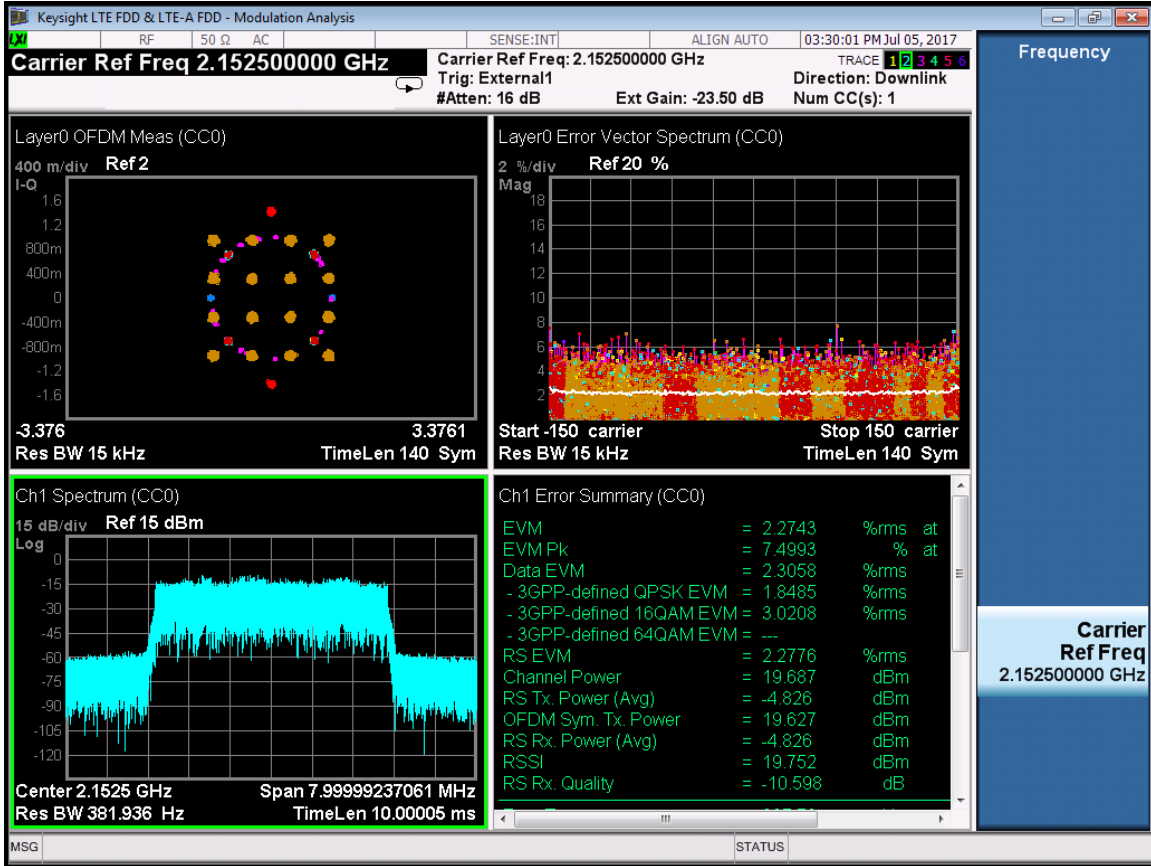 Keysight LTE FDD & LTE-A FDD - Modulation Analysis
LXI RF 50 Ω AC SENSE:INT ALIGN AUTO 03:30:01 PM Jul 05, 2017
Carrier Ref Freq 2.152500000 GHz
Carrier Ref Freq: 2.152500000 GHz
Trig: External1
#Atten: 16 dB Ext Gain: -23.50 dB
TRACE 1 2 3 4 5 6
Direction: Downlink
Num CC(s): 1
Frequency
Layer0 OFDM Meas (CC0)
400 m/div Ref 2
I-Q
1.6
1.2
800m
400m
0
-400m
-800m
-1.2
-1.6
-3.376 3.3761
Res BW 15 kHz TimeLen 140 Sym
Layer0 Error Vector Spectrum (CC0)
2 %/div Ref 20 %
Mag
18
16
14
12
10
8
6
4
2
Start -150 carrier Stop 150 carrier
Res BW 15 kHz TimeLen 140 Sym
Ch1 Spectrum (CC0)
15 dB/div Ref 15 dBm
Log
0
-15
-30
-45
-60
-75
-90
-105
-120
Center 2.1525 GHz Span 7.99999237061 MHz
Res BW 381.936 Hz TimeLen 10.00005 ms
Ch1 Error Summary (CC0)
EVM = 2.2743 %rms at
EVM Pk = 7.4993 % at
Data EVM = 2.3058 %rms
- 3GPP-defined QPSK EVM = 1.8485 %rms
- 3GPP-defined 16QAM EVM = 3.0208 %rms
- 3GPP-defined 64QAM EVM = ---
RS EVM = 2.2776 %rms
Channel Power = 19.687 dBm
RS Tx. Power (Avg) = -4.826 dBm
OFDM Sym. Tx. Power = 19.627 dBm
RS Rx. Power (Avg) = -4.826 dBm
RSSI = 19.752 dBm
RS Rx. Quality = -10.598 dB
Carrier
Ref Freq
2.152500000 GHz
MSG STATUS